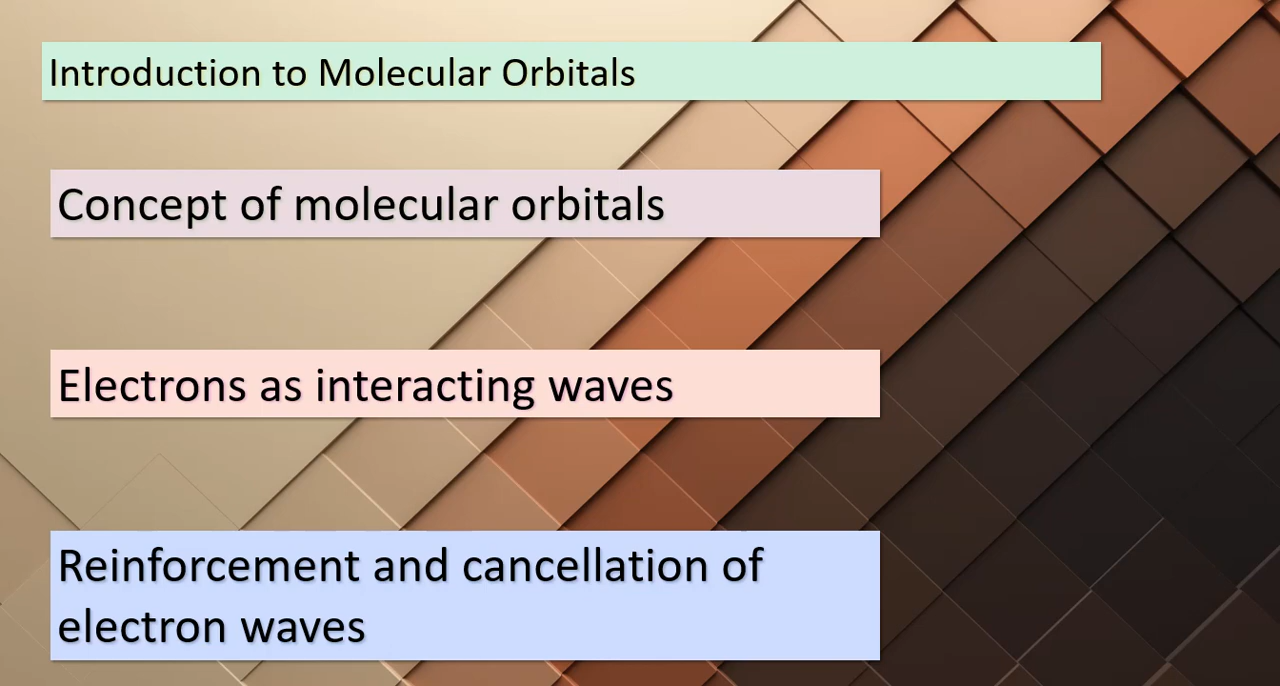 Introduction to Molecular Orbitals
Concept of molecular orbitals
Electrons as interacting waves
Reinforcement and cancellation of
electron waves